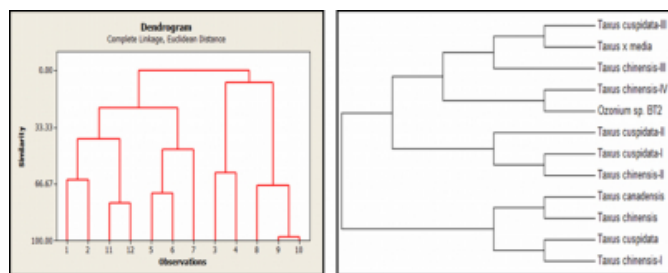 Dendrogram
Complete Linkage, Euclidean Distance
0.00
33.33
66.67
100.00
Similarity
1 2 11 12 5 6 7 3 4 8 9 10
Observations
Taxus cuspidata-III
Taxus x media
Taxus chinensis-III
Taxus chinensis-IV
Ozonium sp. BT2
Taxus cuspidata-II
Taxus cuspidata-I
Taxus chinensis-II
Taxus canadensis
Taxus chinensis
Taxus cuspidata
Taxus chinensis-I